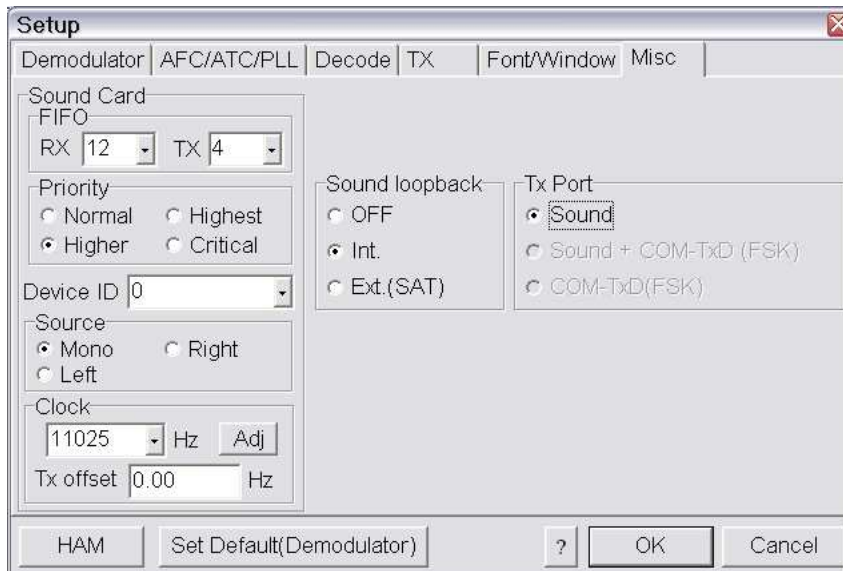 Setup
Demodulator AFC/ATC/PLL Decode TX Font/Window Misc
Sound Card
FIFO
RX 12 TX 4
Priority
Normal Highest
Higher Critical
Device ID 0
Source
Mono Right
Left
Clock
11025 Hz Adj
Tx offset 0.00 Hz
Sound loopback
OFF
Int.
Ext.(SAT)
Tx Port
Sound
Sound + COM-TxD (FSK)
COM-TxD(FSK)
HAM Set Default(Demodulator) ? OK Cancel